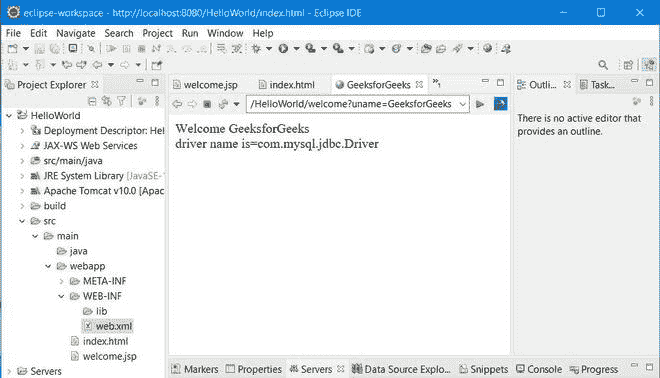 eclipse-workspace - http://localhost:8080/HelloWorld/index.html - Eclipse IDE
File Edit Navigate Search Project Run Window Help
Project Explorer
HelloWorld
Deployment Descriptor: Hel
JAX-WS Web Services
src/main/java
JRE System Library [JavaSE-1
Apache Tomcat v10.0 [Apac
build
src
main
java
webapp
META-INF
WEB-INF
lib
web.xml
index.html
welcome.jsp
Servers
welcome.jsp index.html GeeksforGeeks »1
/HelloWorld/welcome?uname=GeeksforGeeks
Welcome GeeksforGeeks
driver name is=com.mysql.jdbc.Driver
Outli... Task...
There is no active editor that
provides an outline.
Markers Properties Servers Data Source Explo... Snippets Console Progress